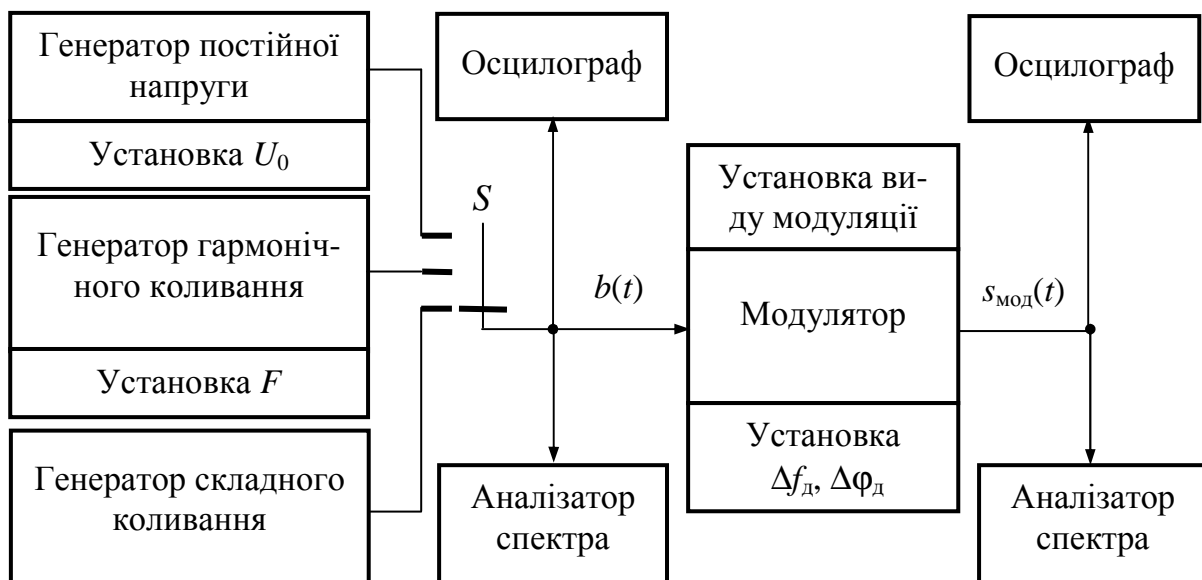 Генератор постійної
напруги
Установка U₀
Генератор гармоніч-
ного коливання
Установка F
Генератор складного
коливання
S
Осцилограф
b(t)
Аналізатор
спектра
Установка ви-
ду модуляції
Модулятор
Установка
Δfд, Δφд
Осцилограф
sмод(t)
Аналізатор
спектра